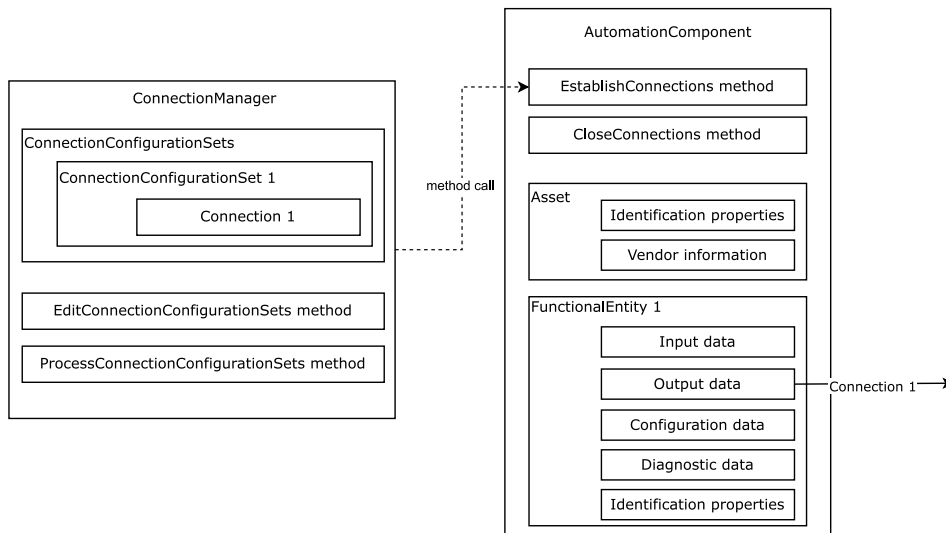 ConnectionManager
ConnectionConfigurationSets
ConnectionConfigurationSet 1
Connection 1
EditConnectionConfigurationSets method
ProcessConnectionConfigurationSets method
method call
AutomationComponent
EstablishConnections method
CloseConnections method
Asset
Identification properties
Vendor information
FunctionalEntity 1
Input data
Output data
Connection 1
Configuration data
Diagnostic data
Identification properties